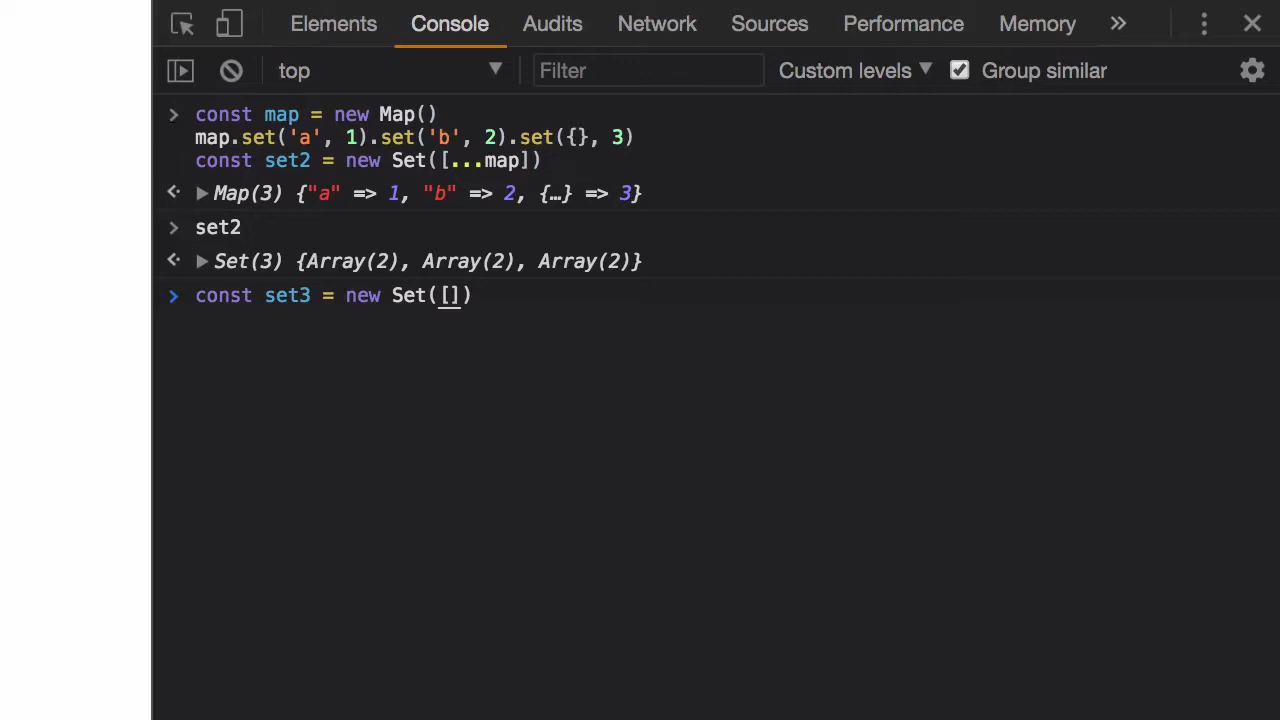 Elements Console Audits Network Sources Performance Memory »
top ▼ Filter Custom levels ▼ Group similar
> const map = new Map()
map.set('a', 1).set('b', 2).set({}, 3)
const set2 = new Set([...map])
Map(3) {"a" => 1, "b" => 2, {…} => 3}
> set2
Set(3) {Array(2), Array(2), Array(2)}
> const set3 = new Set([])